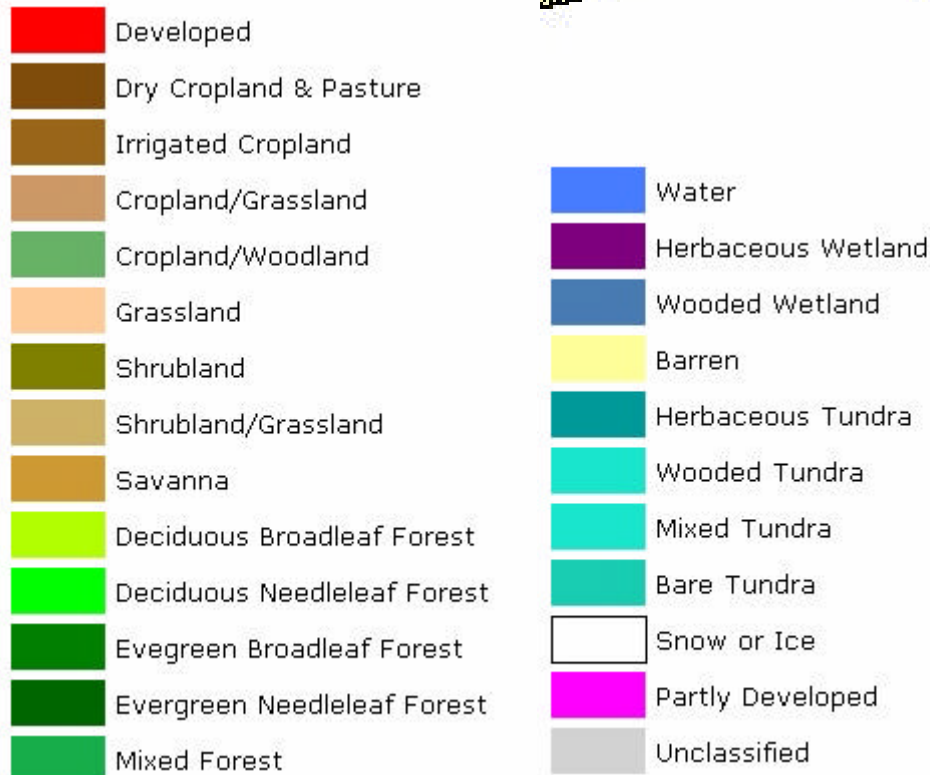 Developed
Dry Cropland & Pasture
Irrigated Cropland
Cropland/Grassland
Cropland/Woodland
Grassland
Shrubland
Shrubland/Grassland
Savanna
Deciduous Broadleaf Forest
Deciduous Needleleaf Forest
Evegreen Broadleaf Forest
Evergreen Needleleaf Forest
Mixed Forest
Water
Herbaceous Wetland
Wooded Wetland
Barren
Herbaceous Tundra
Wooded Tundra
Mixed Tundra
Bare Tundra
Snow or Ice
Partly Developed
Unclassified